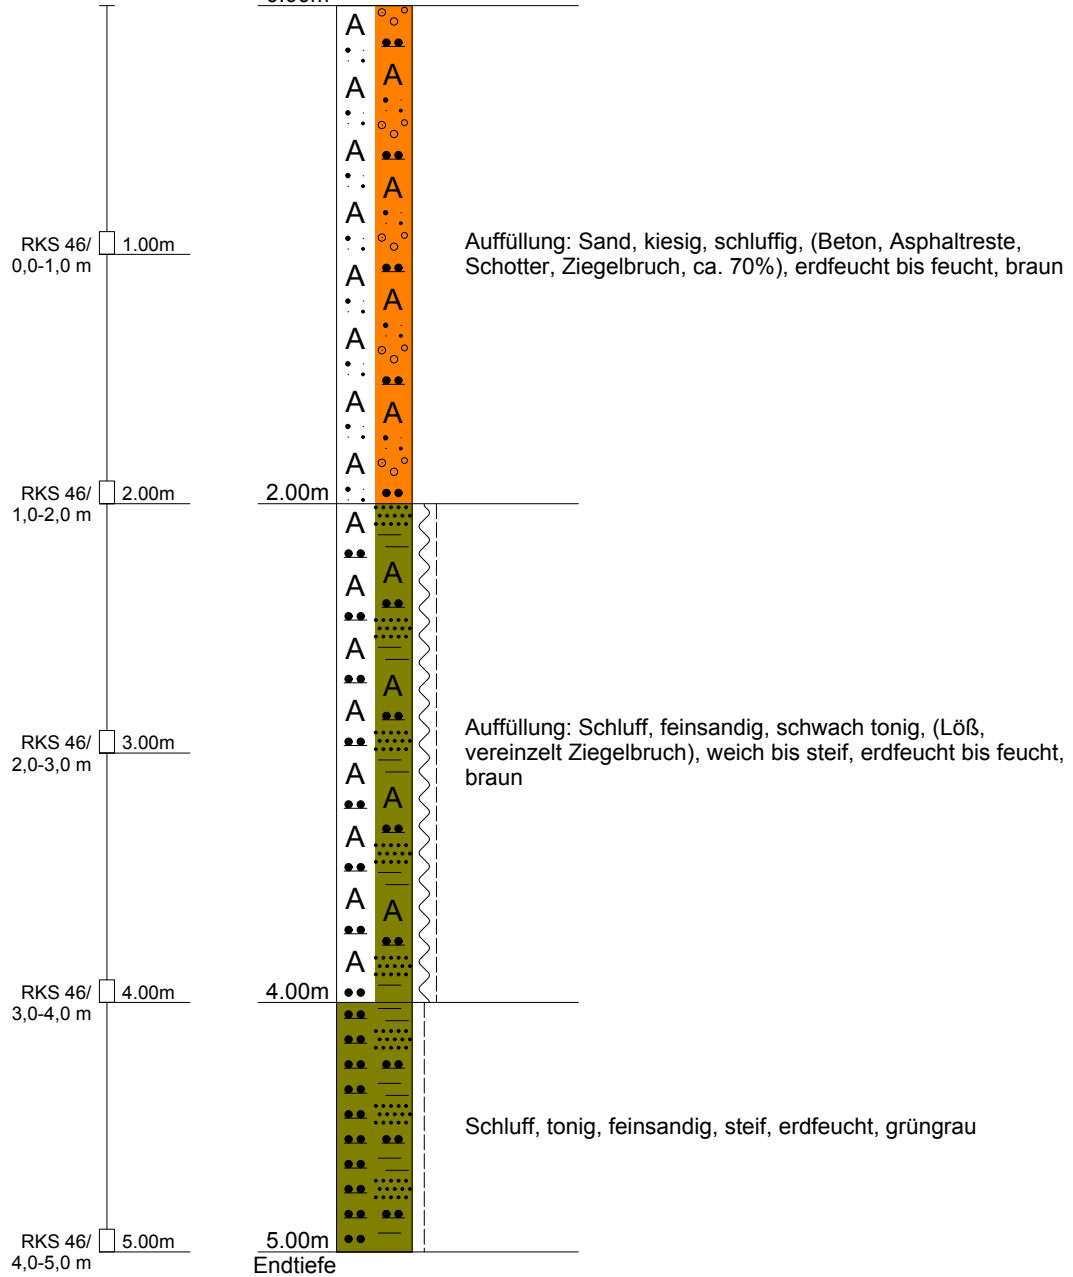 0.00m
A
A
A
A
A
A
A
A
A
A
A
A
RKS 46/ 1.00m
0,0-1,0 m
Auffüllung: Sand, kiesig, schluffig, (Beton, Asphaltreste,
Schotter, Ziegelbruch, ca. 70%), erdfeucht bis feucht, braun
RKS 46/ 2.00m
1,0-2,0 m
2.00m
A
A
A
A
A
A
A
A
A
A
A
A
RKS 46/ 3.00m
2,0-3,0 m
Auffüllung: Schluff, feinsandig, schwach tonig, (Löß,
vereinzelt Ziegelbruch), weich bis steif, erdfeucht bis feucht,
braun
RKS 46/ 4.00m
3,0-4,0 m
4.00m
Schluff, tonig, feinsandig, steif, erdfeucht, grüngrau
RKS 46/ 5.00m
4,0-5,0 m
5.00m
Endtiefe